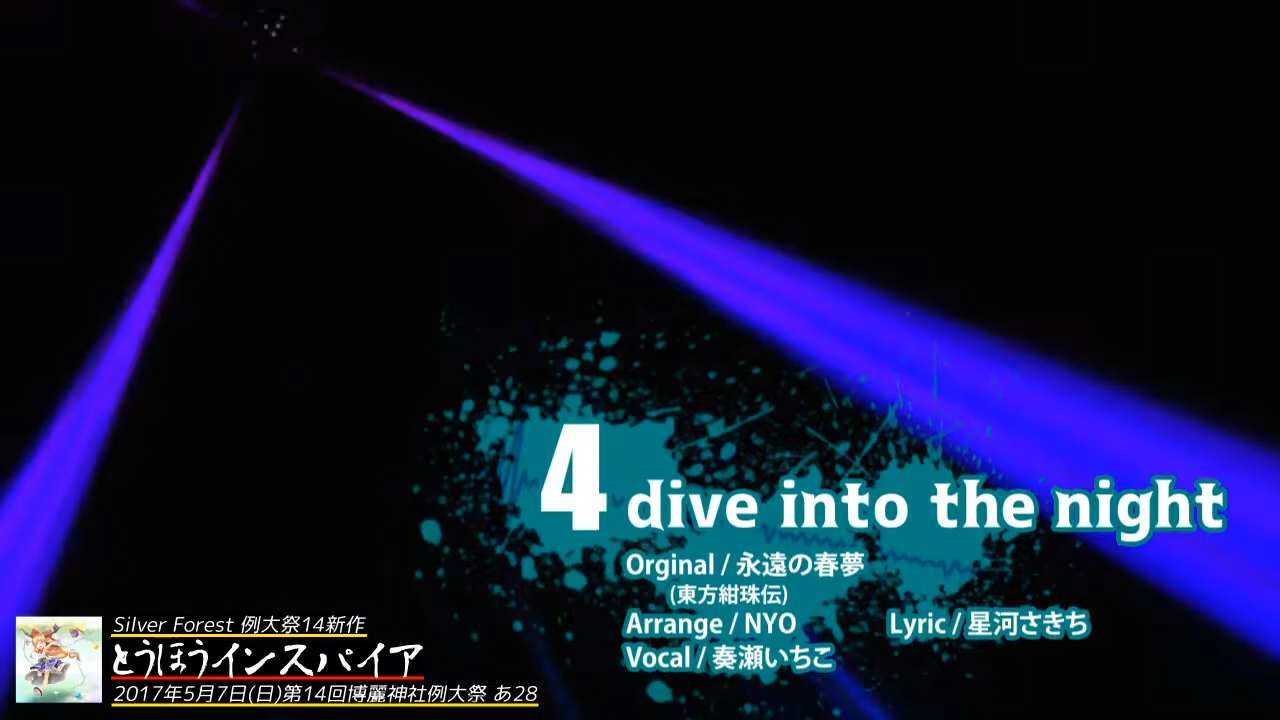 4 dive into the night
Orginal / 永遠の春夢
(東方紺珠伝)
Arrange / NYO
Lyric / 星河さきち
Vocal / 奏瀬いちこ
Silver Forest 例大祭14新作
とうほうインスパイア
2017年5月7日(日)第14回博麗神社例大祭 あ28